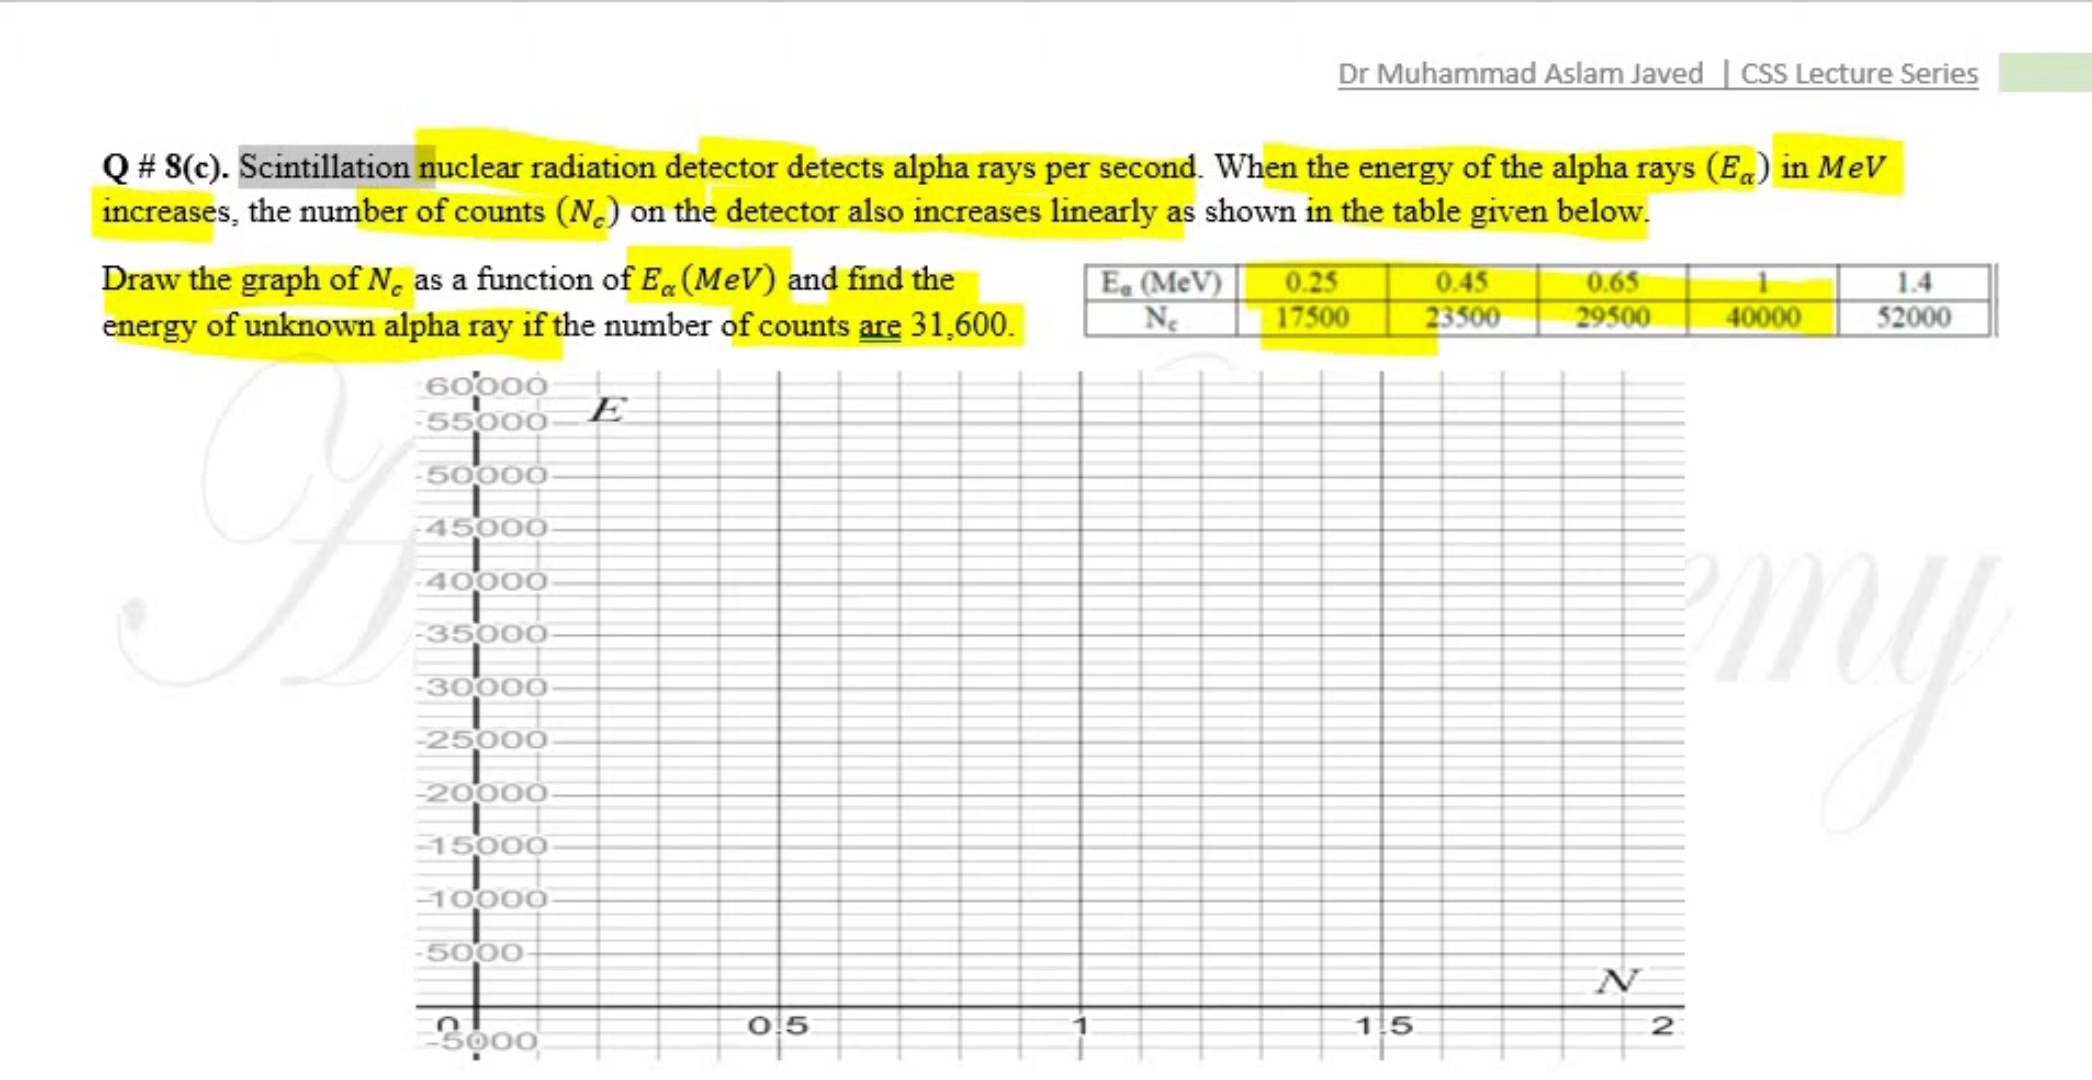 Dr Muhammad Aslam Javed | CSS Lecture Series
Q # 8(c). Scintillation nuclear radiation detector detects alpha rays per second. When the energy of the alpha rays (Eα) in MeV
increases, the number of counts (Nc) on the detector also increases linearly as shown in the table given below.
Draw the graph of Nc as a function of Eα(MeV) and find the
energy of unknown alpha ray if the number of counts are 31,600.
Eα (MeV) 0.25 0.45 0.65 1 1.4
Nc 17500 23500 29500 40000 52000
60000
E
55000
50000
45000
40000
35000
30000
25000
20000
15000
10000
5000
N
0 0.5 1 1.5 2
-5000
emy